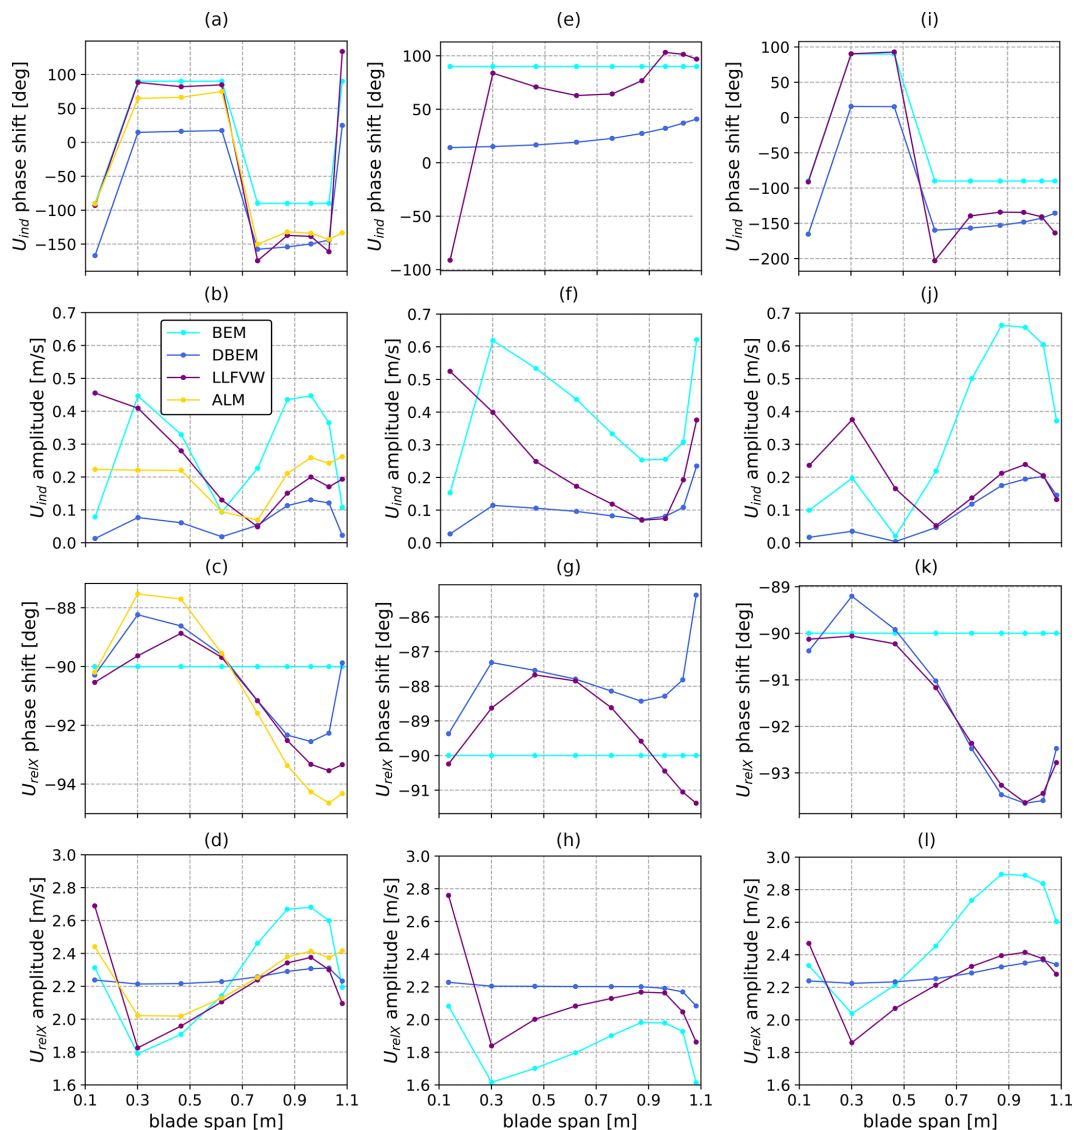 (a)
(e)
(i)
U_ind phase shift [deg]
100
50
0
−50
−100
−150
U_ind phase shift [deg]
100
50
0
−50
−100
U_ind phase shift [deg]
100
50
0
−50
−100
−150
−200
(b)
(f)
(j)
U_ind amplitude [m/s]
0.7
0.6
0.5
0.4
0.3
0.2
0.1
0.0
BEM
DBEM
LLFVW
ALM
U_ind amplitude [m/s]
0.7
0.6
0.5
0.4
0.3
0.2
0.1
0.0
U_ind amplitude [m/s]
0.7
0.6
0.5
0.4
0.3
0.2
0.1
0.0
(c)
(g)
(k)
U_relX phase shift [deg]
−88
−90
−92
−94
U_relX phase shift [deg]
−86
−87
−88
−89
−90
−91
U_relX phase shift [deg]
−89
−90
−91
−92
−93
(d)
(h)
(l)
U_relX amplitude [m/s]
3.0
2.8
2.6
2.4
2.2
2.0
1.8
1.6
0.1 0.3 0.5 0.7 0.9 1.1
blade span [m]
U_relX amplitude [m/s]
3.0
2.8
2.6
2.4
2.2
2.0
1.8
1.6
0.1 0.3 0.5 0.7 0.9 1.1
blade span [m]
U_relX amplitude [m/s]
3.0
2.8
2.6
2.4
2.2
2.0
1.8
1.6
0.1 0.3 0.5 0.7 0.9 1.1
blade span [m]